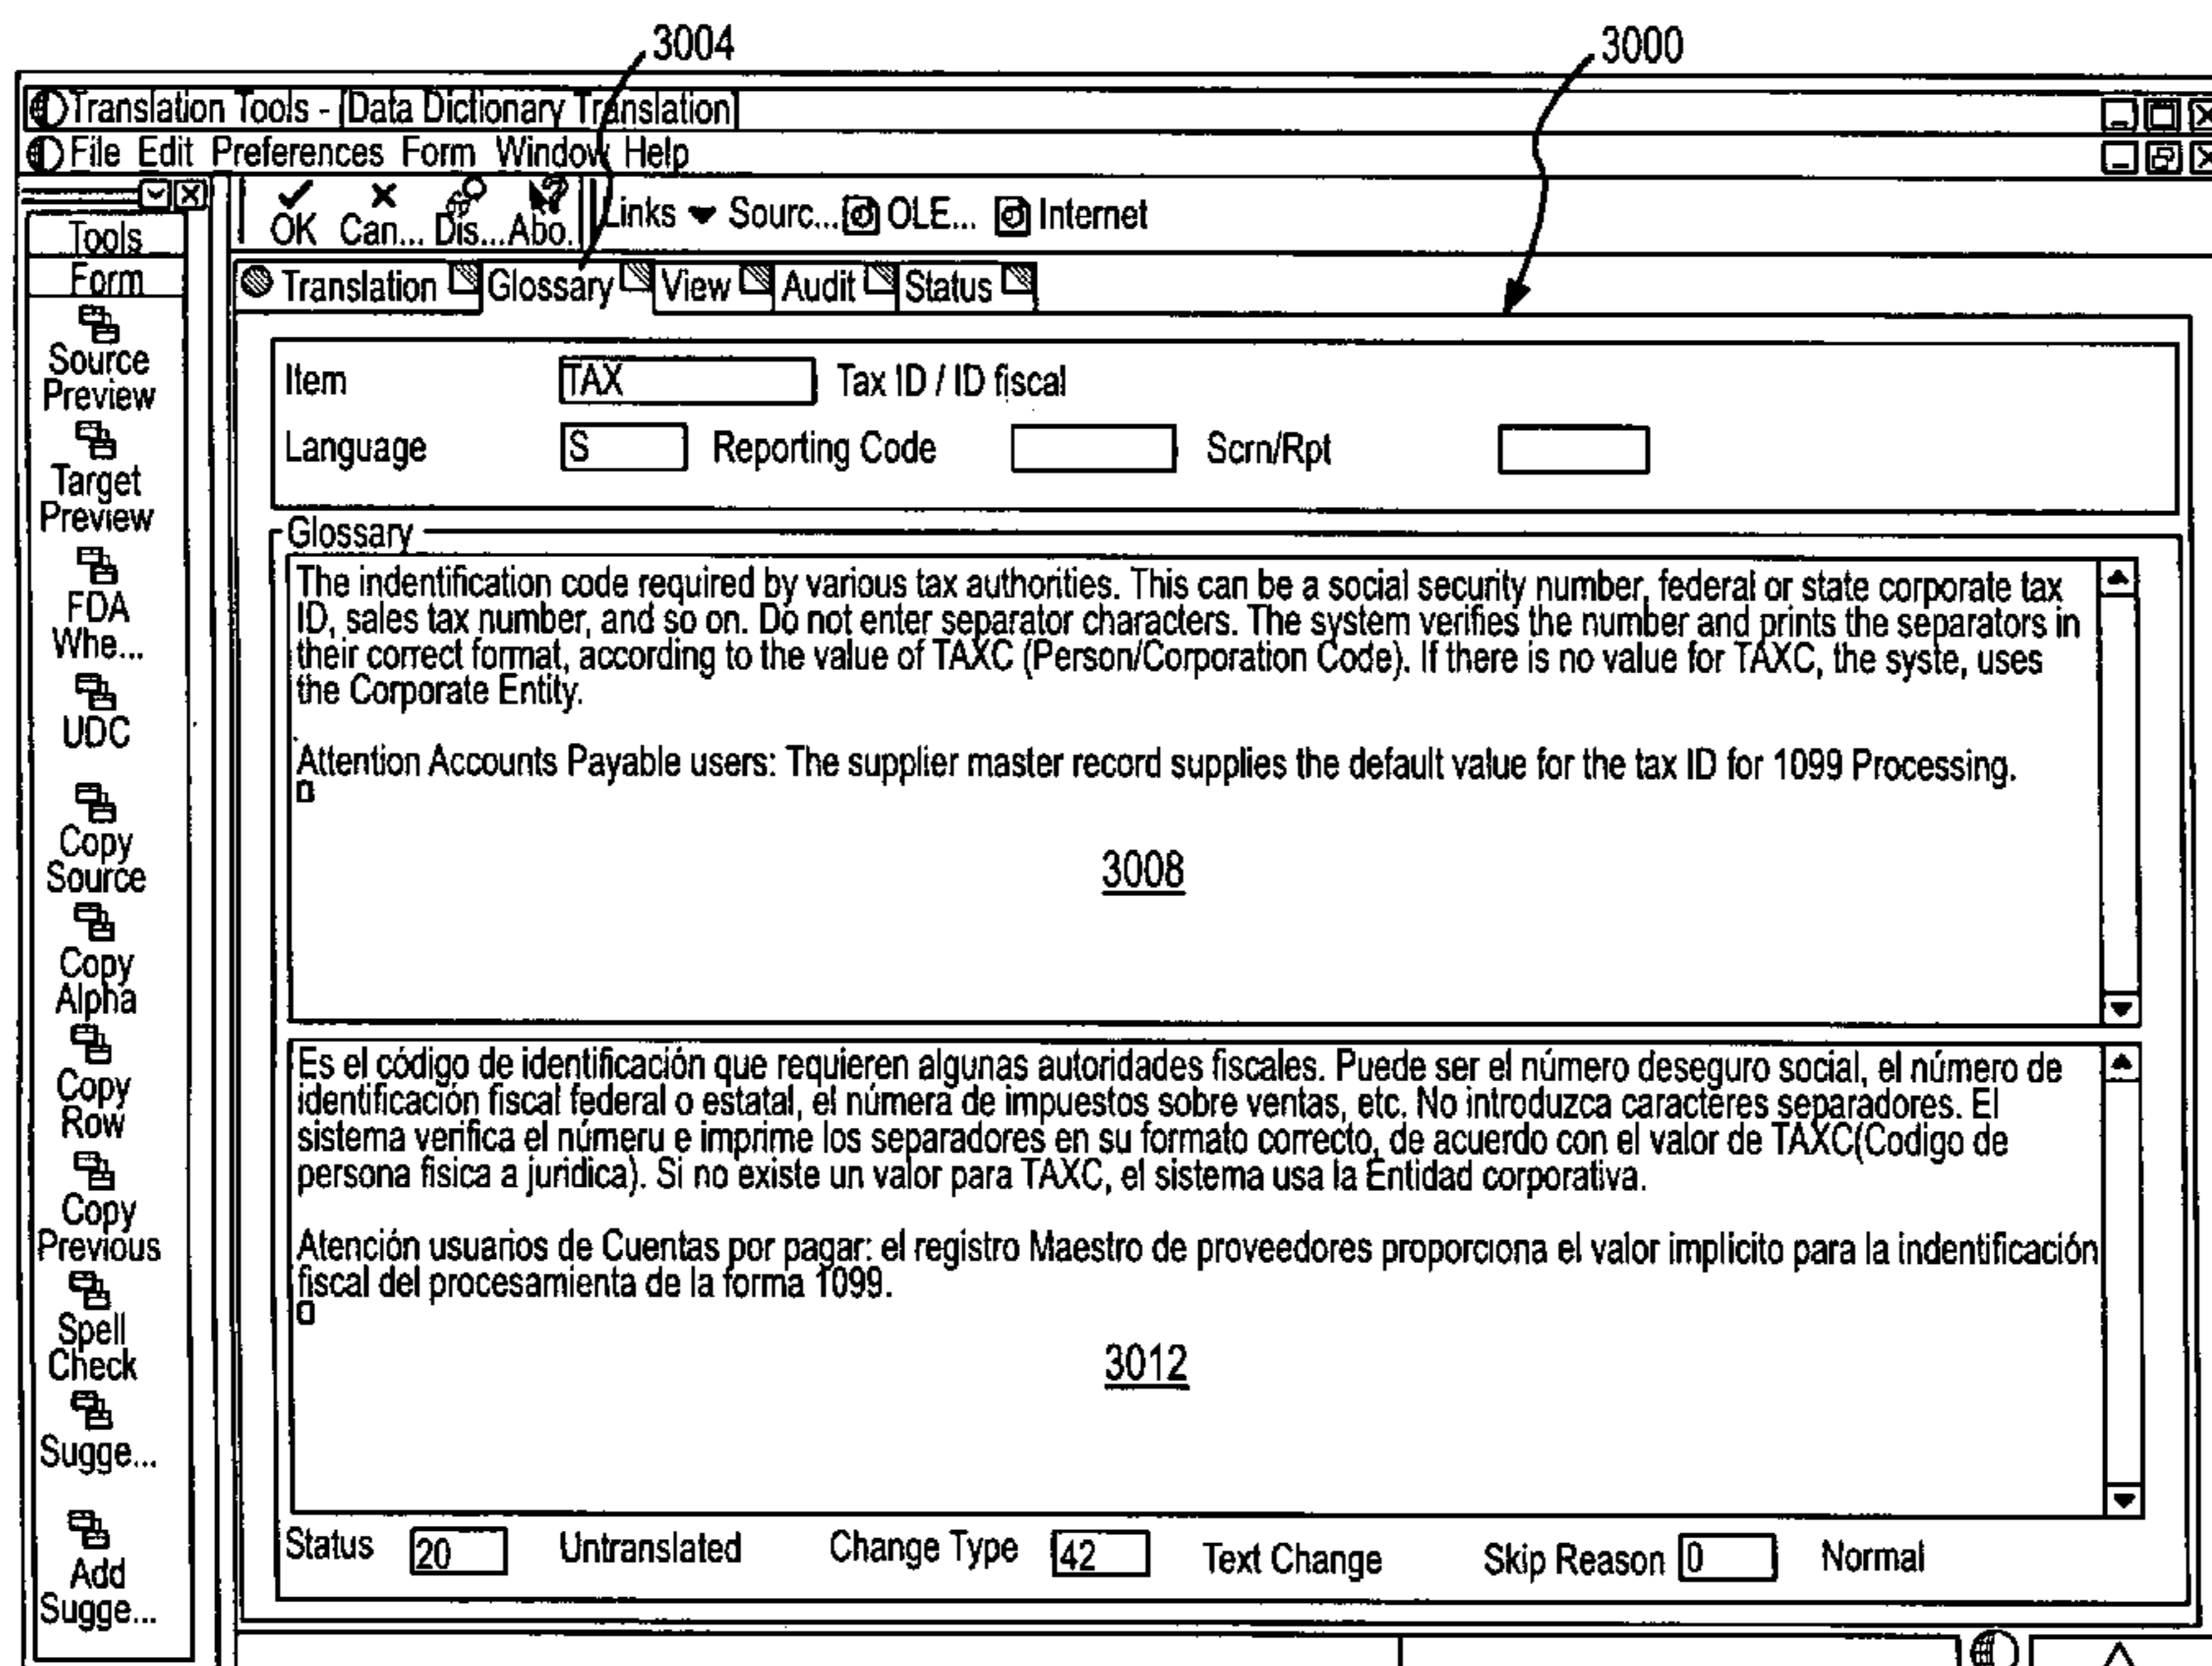 3004
3000
Translation Tools - [Data Dictionary Translation]
File Edit Preferences Form Window Help
OK Can... Dis... Abo. Links Sourc... OLE... Internet
Tools
Form
Source
Preview
Target
Preview
FDA
Whe...
UDC
Copy
Source
Copy
Alpha
Copy
Row
Copy
Previous
Spell
Check
Sugge...
Add
Sugge...
Translation Glossary View Audit Status
Item TAX Tax ID / ID fiscal
Language S Reporting Code Scrn/Rpt
Glossary
The indentification code required by various tax authorities. This can be a social security number, federal or state corporate tax
ID, sales tax number, and so on. Do not enter separator characters. The system verifies the number and prints the separators in
their correct format, according to the value of TAXC (Person/Corporation Code). If there is no value for TAXC, the syste, uses
the Corporate Entity.
Attention Accounts Payable users: The supplier master record supplies the default value for the tax ID for 1099 Processing.
3008
Es el código de identificación que requieren algunas autoridades fiscales. Puede ser el número deseguro social, el número de
identificación fiscal federal o estatal, el númera de impuestos sobre ventas, etc. No introduzca caracteres separadores. El
sistema verifica el númeru e imprime los separadores en su formato correcto, de acuerdo con el valor de TAXC(Codigo de
persona fisica a juridica). Si no existe un valor para TAXC, el sistema usa la Entidad corporativa.
Atención usuarios de Cuentas por pagar: el registro Maestro de proveedores proporciona el valor implicito para la indentificación
fiscal del procesamienta de la forma 1099.
3012
Status 20 Untranslated Change Type 42 Text Change Skip Reason 0 Normal